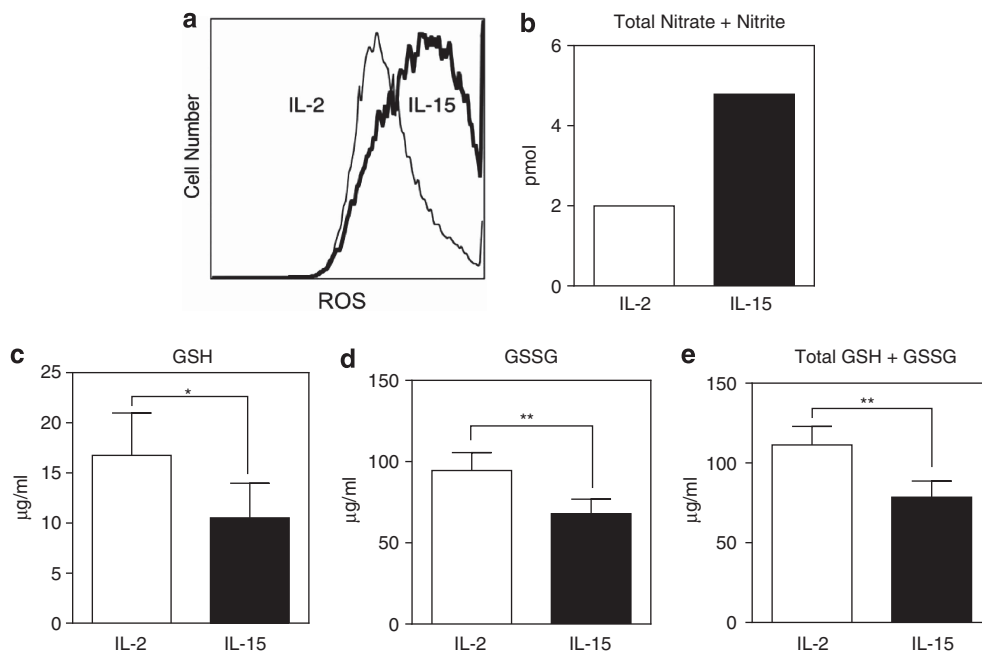 a
IL-2
IL-15
Cell Number
ROS
b
Total Nitrate + Nitrite
6
4
2
0
pmol
IL-2
IL-15
c
GSH
25
20
15
10
5
0
µg/ml
*
IL-2
IL-15
d
GSSG
150
100
50
0
µg/ml
**
IL-2
IL-15
e
Total GSH + GSSG
150
100
50
0
µg/ml
**
IL-2
IL-15